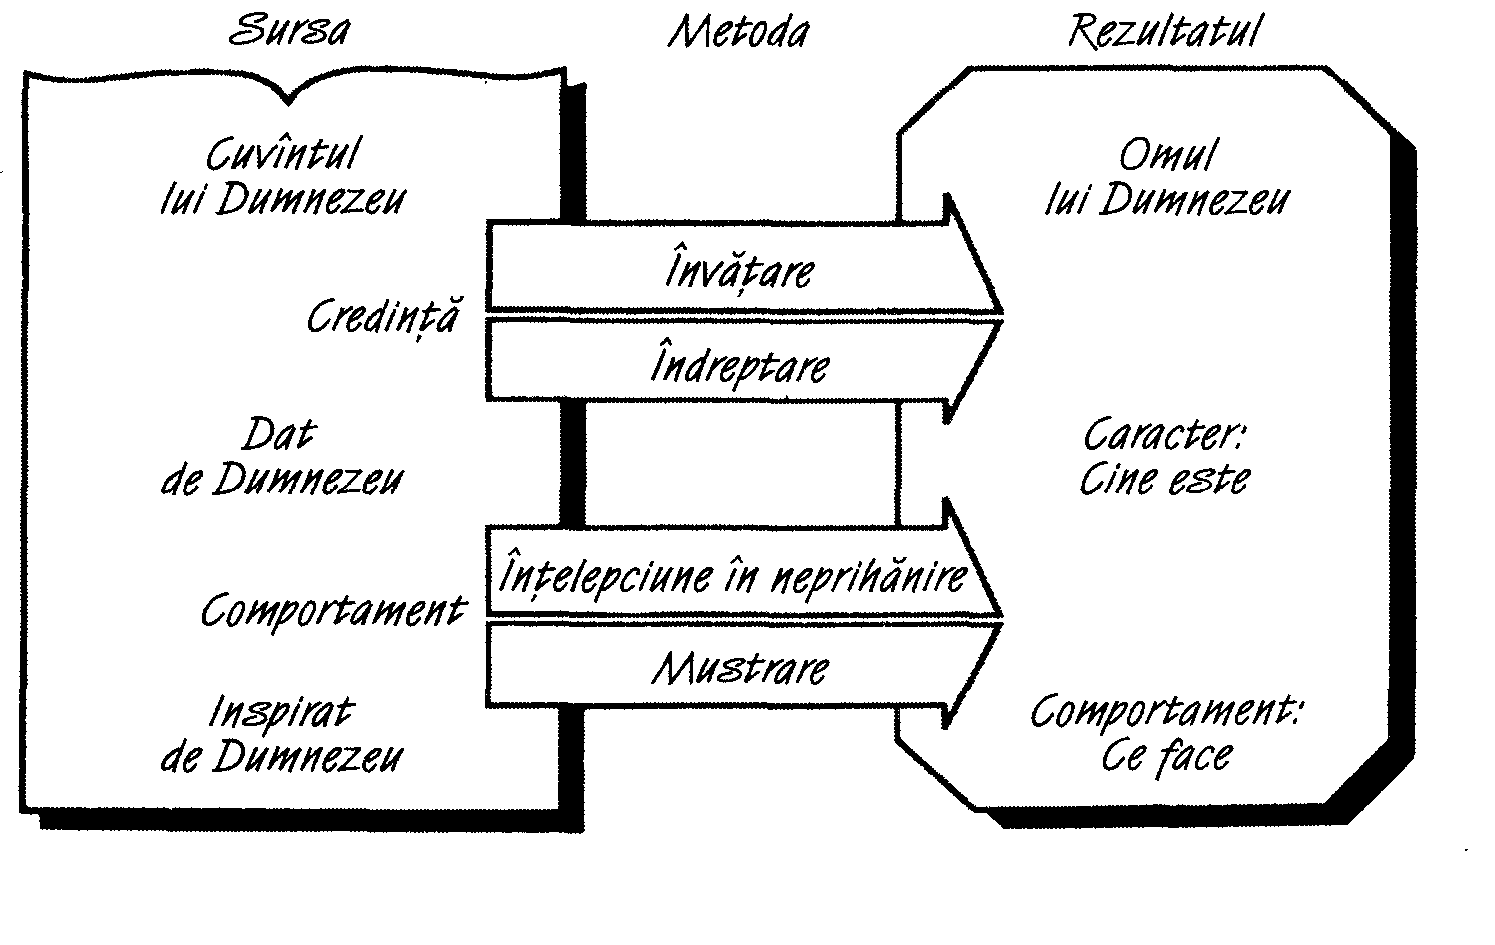 Sursa
Metoda
Rezultatul
Cuvîntul
lui Dumnezeu
Omul
lui Dumnezeu
Învățare
Credință
Îndreptare
Dat
de Dumnezeu
Caracter:
Cine este
Înțelepciune în neprihănire
Comportament
Mustrare
Inspirat
de Dumnezeu
Comportament:
Ce face